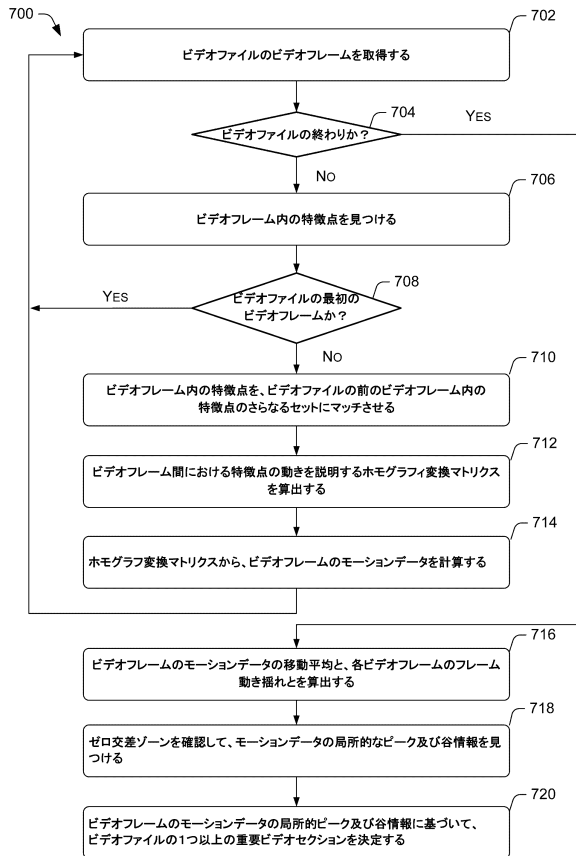 700
702
ビデオファイルのビデオフレームを取得する
704
ビデオファイルの終わりか？
YES
NO
706
ビデオフレーム内の特徴点を見つける
708
ビデオファイルの最初の
ビデオフレームか？
YES
NO
710
ビデオフレーム内の特徴点を、ビデオファイルの前のビデオフレーム内の
特徴点のさらなるセットにマッチさせる
712
ビデオフレーム間における特徴点の動きを説明するホモグラフィ変換マトリクス
を算出する
714
ホモグラフ変換マトリクスから、ビデオフレームのモーションデータを計算する
716
ビデオフレームのモーションデータの移動平均と、各ビデオフレームのフレーム
動き揺れとを算出する
718
ゼロ交差ゾーンを確認して、モーションデータの局所的なピーク及び谷情報を見
つける
720
ビデオフレームのモーションデータの局所的ピーク及び谷情報に基づいて、
ビデオファイルの1つ以上の重要ビデオセクションを決定する